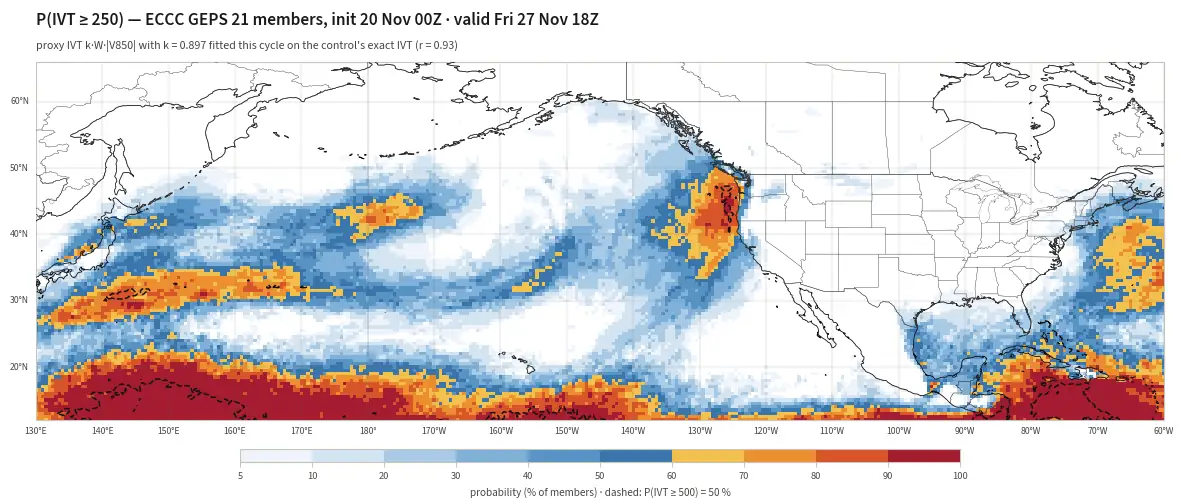 P(IVT ≥ 250) — ECCC GEPS 21 members, init 20 Nov 00Z · valid Fri 27 Nov 18Z
proxy IVT k·W·|V850| with k = 0.897 fitted this cycle on the control's exact IVT (r = 0.93)
60°N
50°N
40°N
30°N
20°N
130°E 140°E 150°E 160°E 170°E 180° 170°W 160°W 150°W 140°W 130°W 120°W 110°W 100°W 90°W 80°W 70°W 60°W
5 10 20 30 40 50 60 70 80 90 100
probability (% of members) · dashed: P(IVT ≥ 500) = 50 %